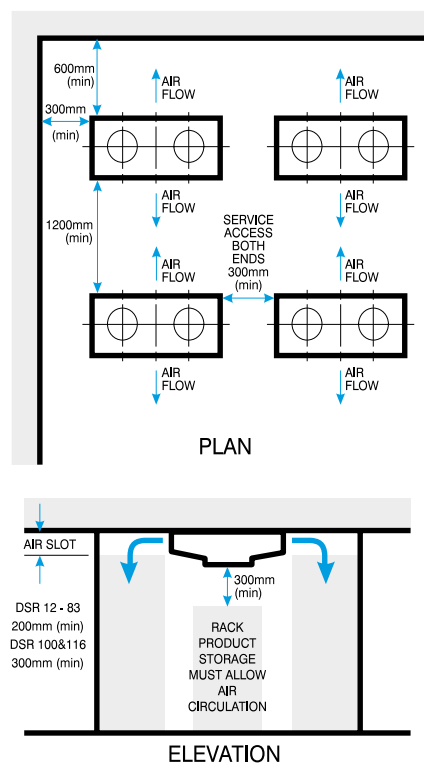 600mm
(min)
AIR
FLOW
AIR
FLOW
300mm
(min)
1200mm
(min)
AIR
FLOW
AIR
FLOW
SERVICE
ACCESS
BOTH
ENDS
300mm
(min)
AIR
FLOW
AIR
FLOW
AIR
FLOW
AIR
FLOW
PLAN
AIR SLOT
DSR 12 - 83
200mm (min)
DSR 100&116
300mm (min)
300mm
(min)
RACK
PRODUCT
STORAGE
MUST ALLOW
AIR
CIRCULATION
ELEVATION